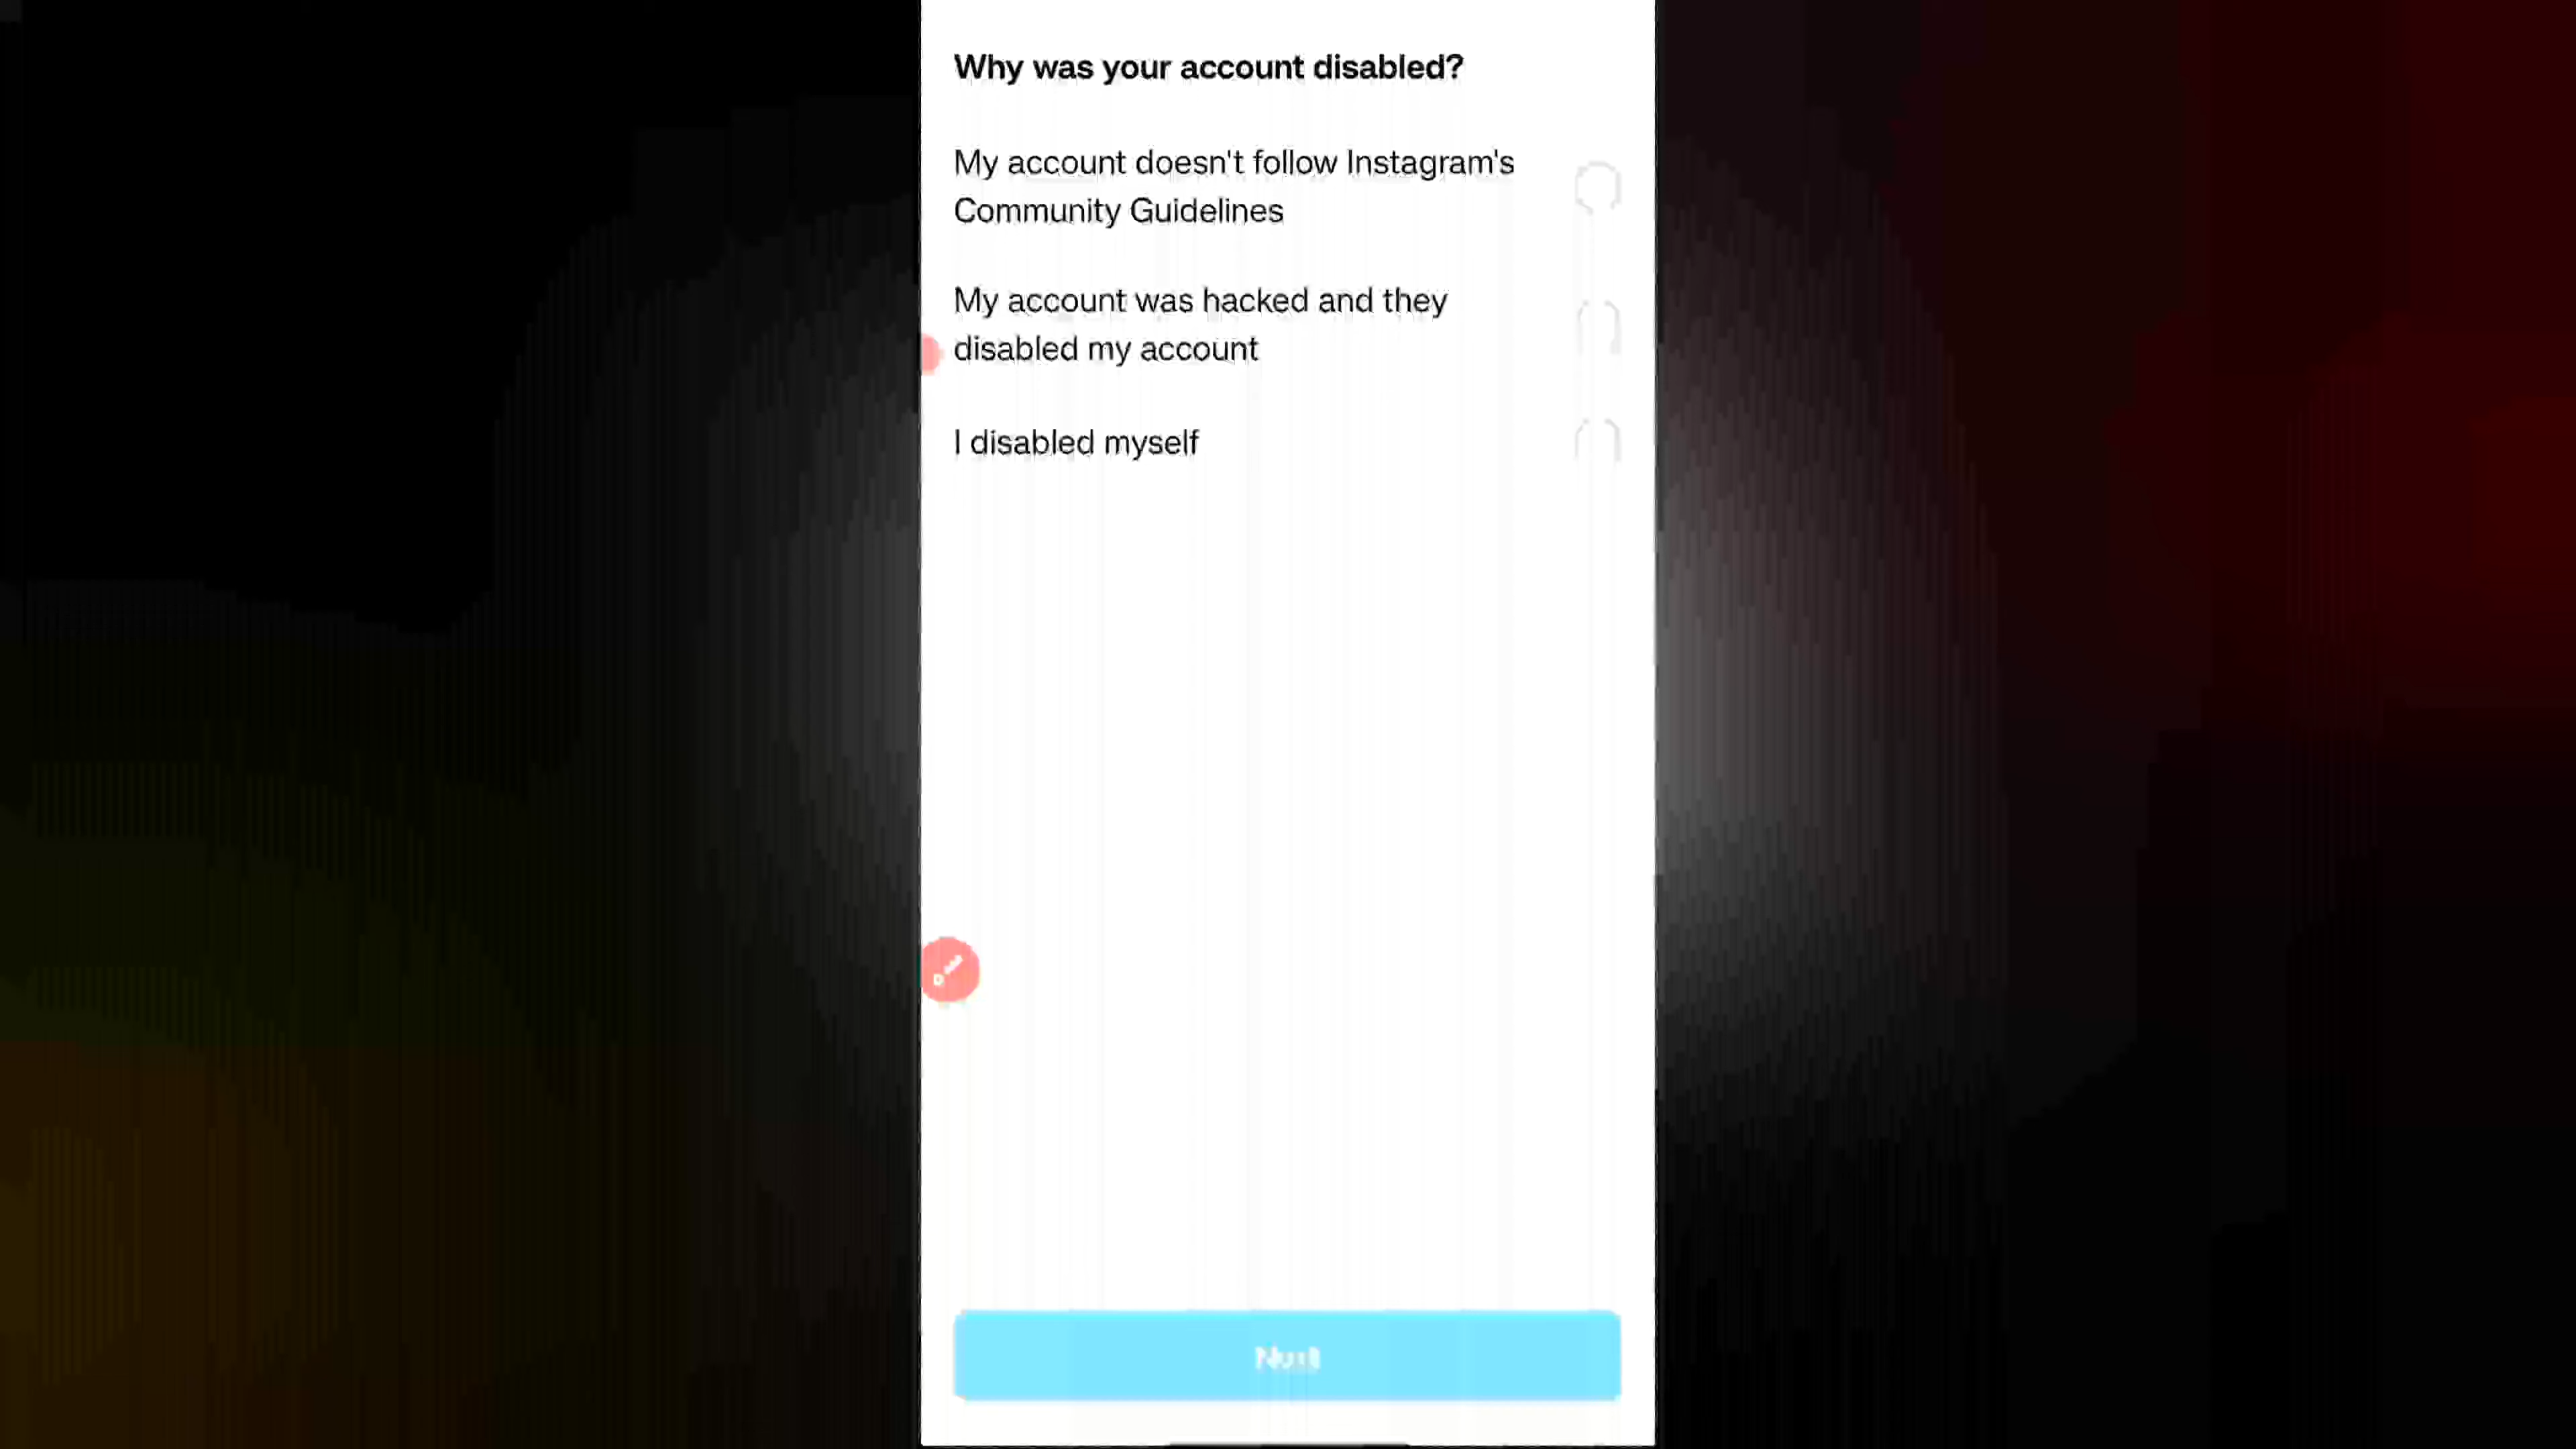 Why was your account disabled?
My account doesn't follow Instagram's
Community Guidelines
My account was hacked and they
disabled my account
I disabled myself
Next